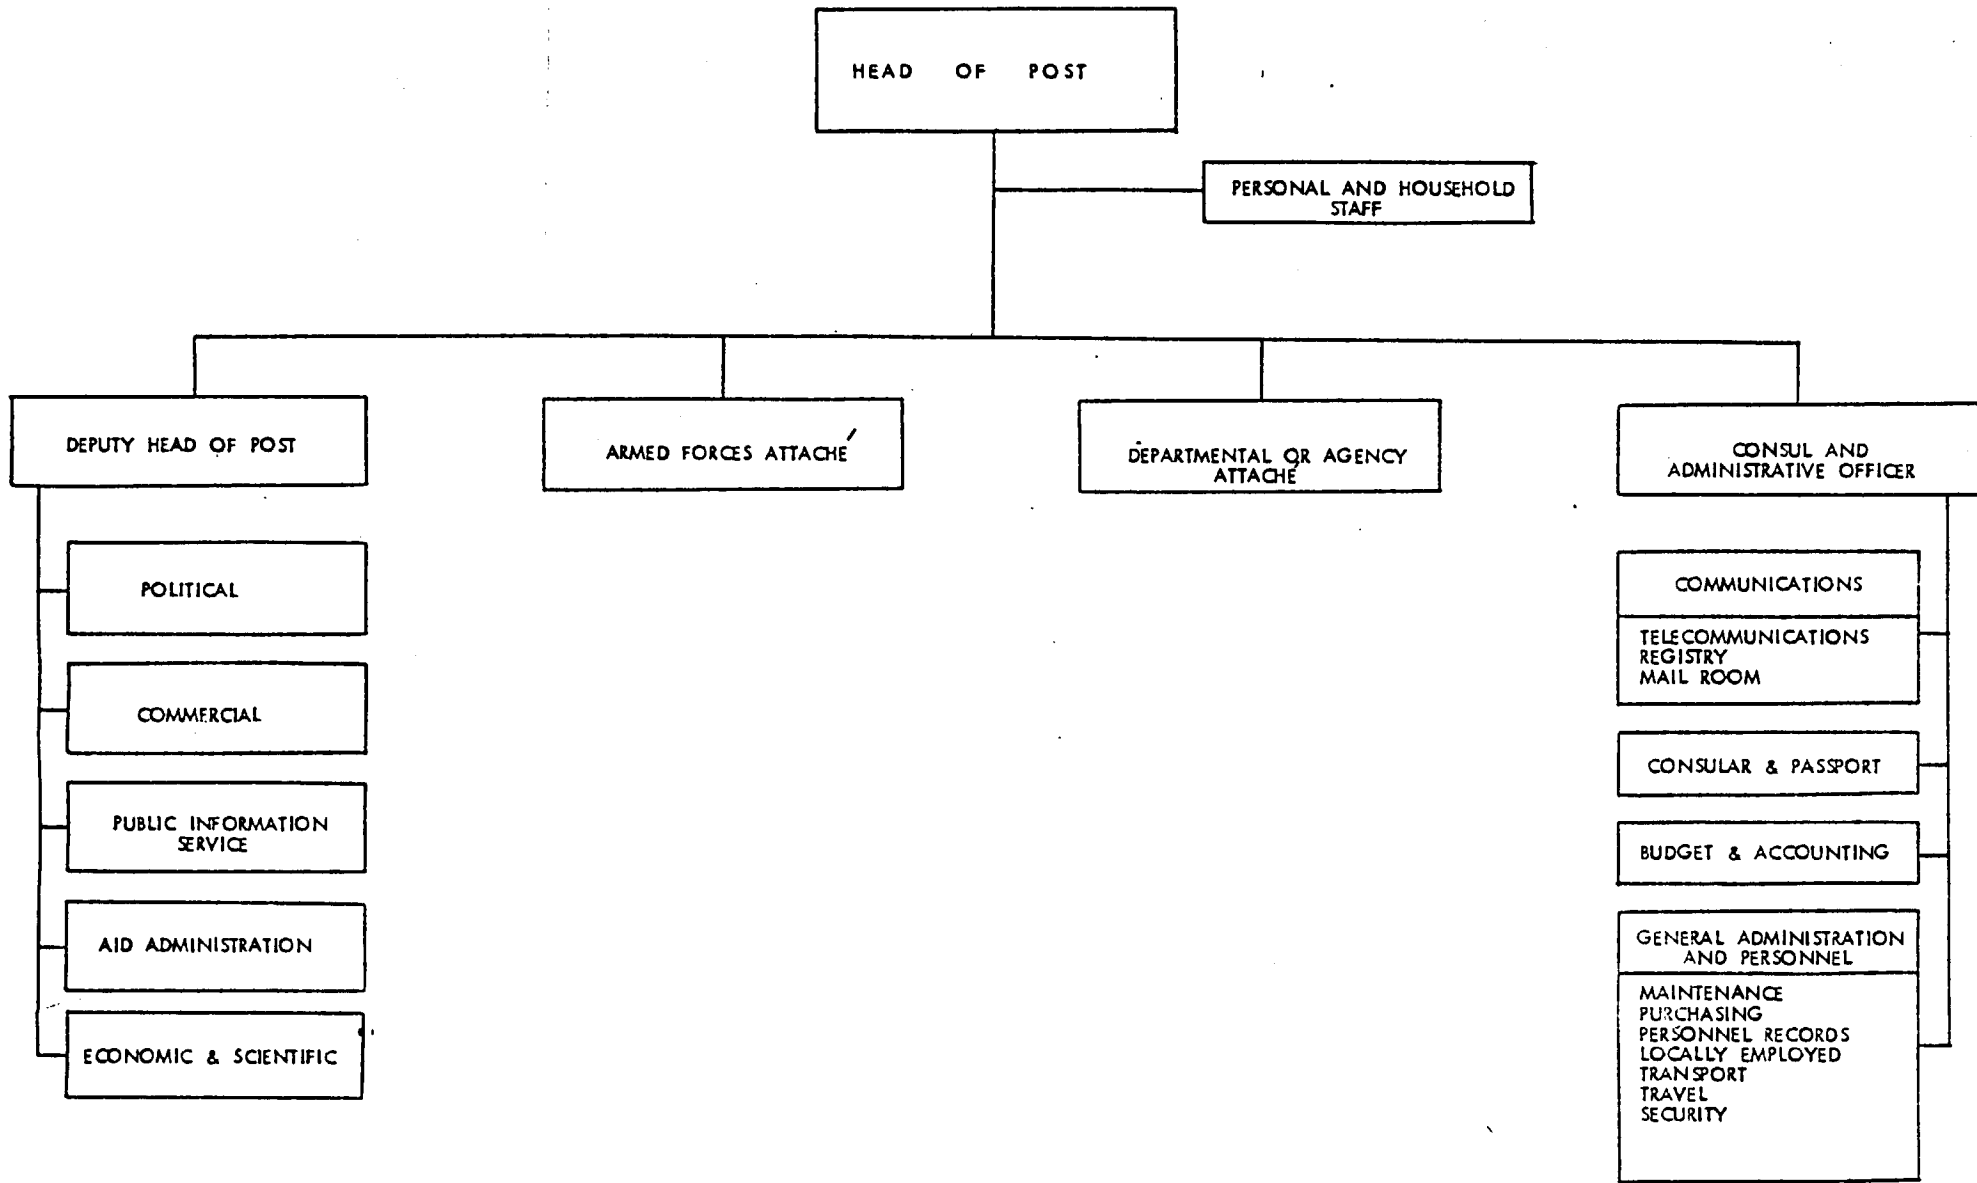 HEAD OF POST
PERSONAL AND HOUSEHOLD
STAFF
DEPUTY HEAD OF POST
ARMED FORCES ATTACHÉ
DEPARTMENTAL OR AGENCY
ATTACHÉ
CONSUL AND
ADMINISTRATIVE OFFICER
POLITICAL
COMMERCIAL
PUBLIC INFORMATION
SERVICE
AID ADMINISTRATION
ECONOMIC & SCIENTIFIC
COMMUNICATIONS
TELECOMMUNICATIONS
REGISTRY
MAIL ROOM
CONSULAR & PASSPORT
BUDGET & ACCOUNTING
GENERAL ADMINISTRATION
AND PERSONNEL
MAINTENANCE
PURCHASING
PERSONNEL RECORDS
LOCALLY EMPLOYED
TRANSPORT
TRAVEL
SECURITY